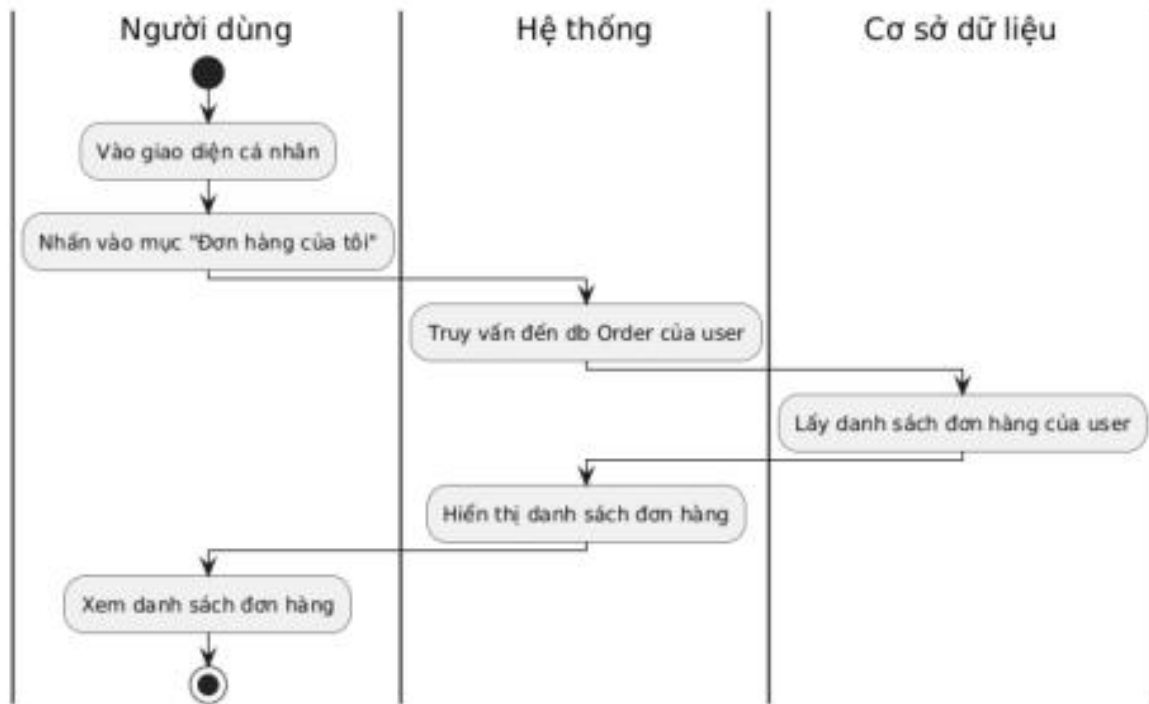 Người dùng
Hệ thống
Cơ sở dữ liệu
Vào giao diện cá nhân
Nhấn vào mục "Đơn hàng của tôi"
Truy vấn đến db Order của user
Lấy danh sách đơn hàng của user
Hiển thị danh sách đơn hàng
Xem danh sách đơn hàng